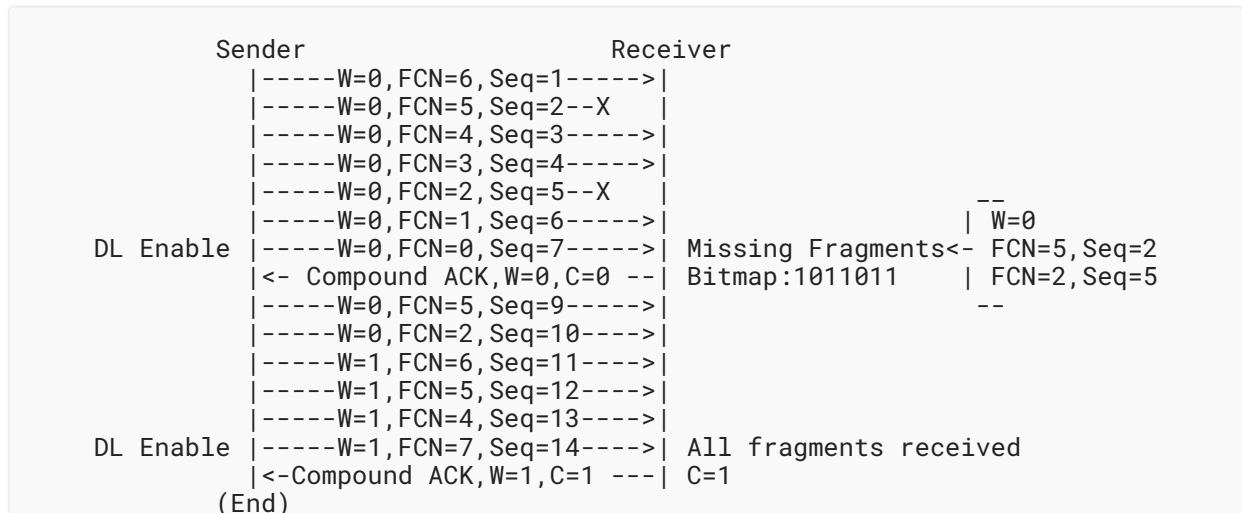 Sender                    Receiver
            |-----W=0,FCN=6,Seq=1----->|
            |-----W=0,FCN=5,Seq=2--X   |
            |-----W=0,FCN=4,Seq=3----->|
            |-----W=0,FCN=3,Seq=4----->|
            |-----W=0,FCN=2,Seq=5--X   |                    __
            |-----W=0,FCN=1,Seq=6----->|                   | W=0
  DL Enable |-----W=0,FCN=0,Seq=7----->| Missing Fragments<- FCN=5,Seq=2
            |<- Compound ACK,W=0,C=0 --| Bitmap:1011011    | FCN=2,Seq=5
            |-----W=0,FCN=5,Seq=9----->|                    --
            |-----W=0,FCN=2,Seq=10---->|
            |-----W=1,FCN=6,Seq=11---->|
            |-----W=1,FCN=5,Seq=12---->|
            |-----W=1,FCN=4,Seq=13---->|
  DL Enable |-----W=1,FCN=7,Seq=14---->| All fragments received
            |<-Compound ACK,W=1,C=1 ---| C=1
          (End)